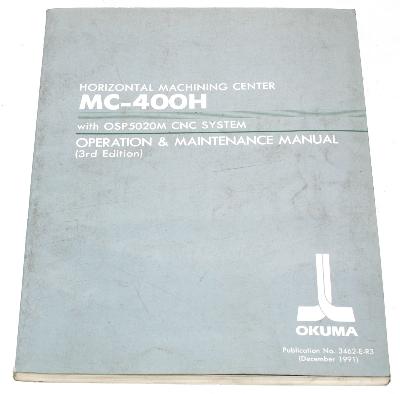 HORIZONTAL MACHINING CENTER
MC-400H
with OSP5020M CNC SYSTEM
OPERATION & MAINTENANCE MANUAL
(3rd Edition)
OKUMA
Publication No. 3462-E-R3
(December 1991)